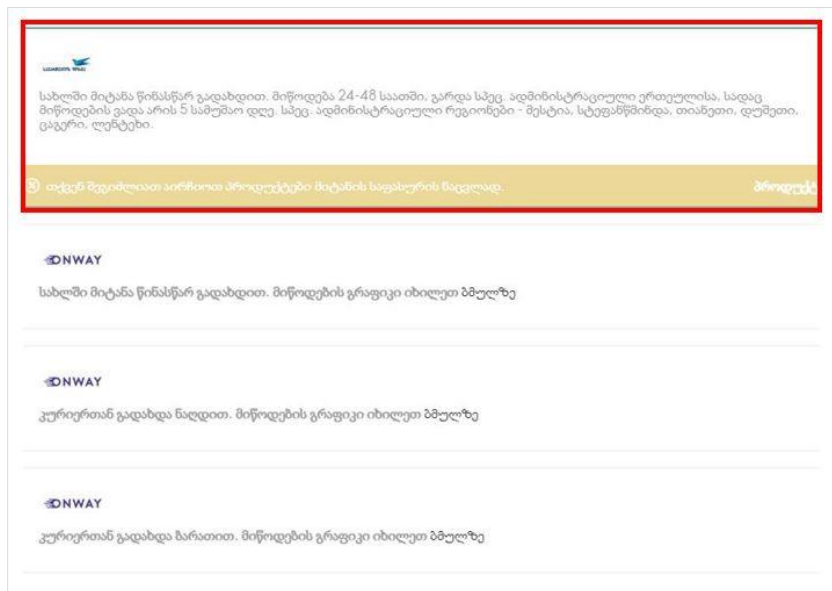 სახლში მიტანა წინასწარ გადახდით. მიწოდება 24-48 საათში, გარდა სპეც. ადმინისტრაციული ერთეულისა, სადაც
მიწოდების ვადა არის 5 სამუშაო დღე. სპეც. ადმინისტრაციული რეგიონები - მესტია, სტეფანწმინდა, თიანეთი, დუშეთი,
ცაგერი, ლენტეხი.
თქვენ შეგიძლიათ აირჩიოთ პროდუქტები მიტანის საფასურის ნაცვლად. პროდუქტ
ONWAY
სახლში მიტანა წინასწარ გადახდით. მიწოდების გრაფიკი იხილეთ ბმულზე
ONWAY
კურიერთან გადახდა ნაღდით. მიწოდების გრაფიკი იხილეთ ბმულზე
ONWAY
კურიერთან გადახდა ბარათით. მიწოდების გრაფიკი იხილეთ ბმულზე